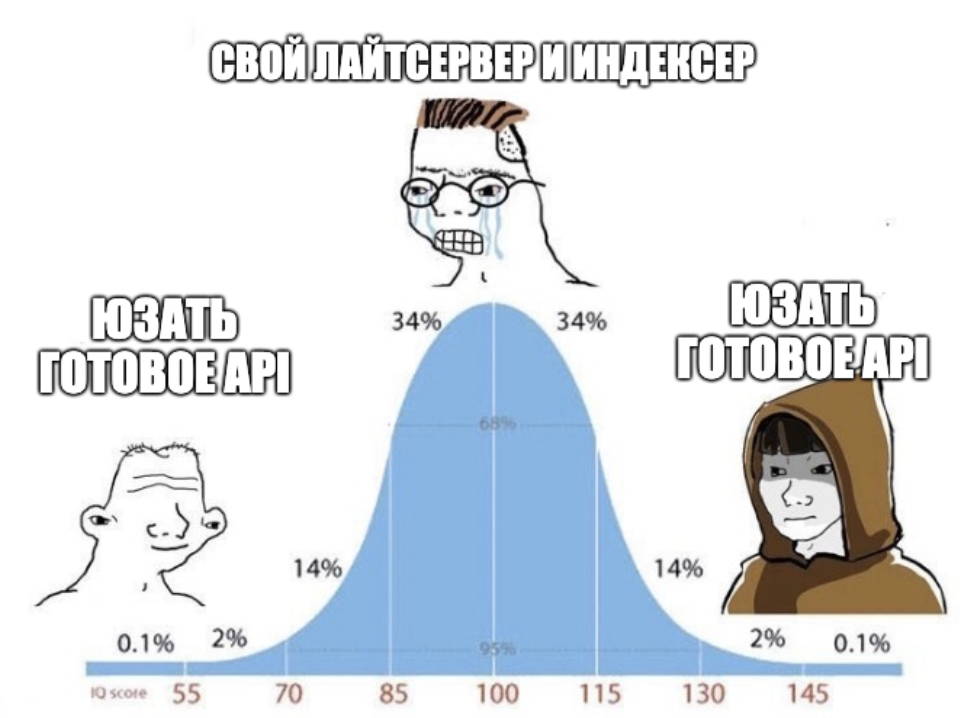 СВОЙ ЛАЙТСЕРВЕР И ИНДЕКСЕР
ЮЗАТЬ
ГОТОВОЕ API
ЮЗАТЬ
ГОТОВОЕ API
34% 34%
68%
14% 14%
0.1% 2% 95% 2% 0.1%
IQ score 55 70 85 100 115 130 145